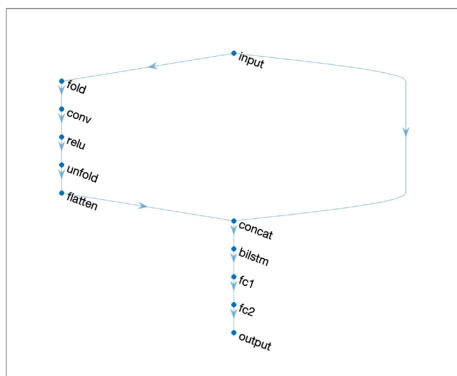 input
fold
conv
relu
unfold
flatten
concat
bilstm
fc1
fc2
output